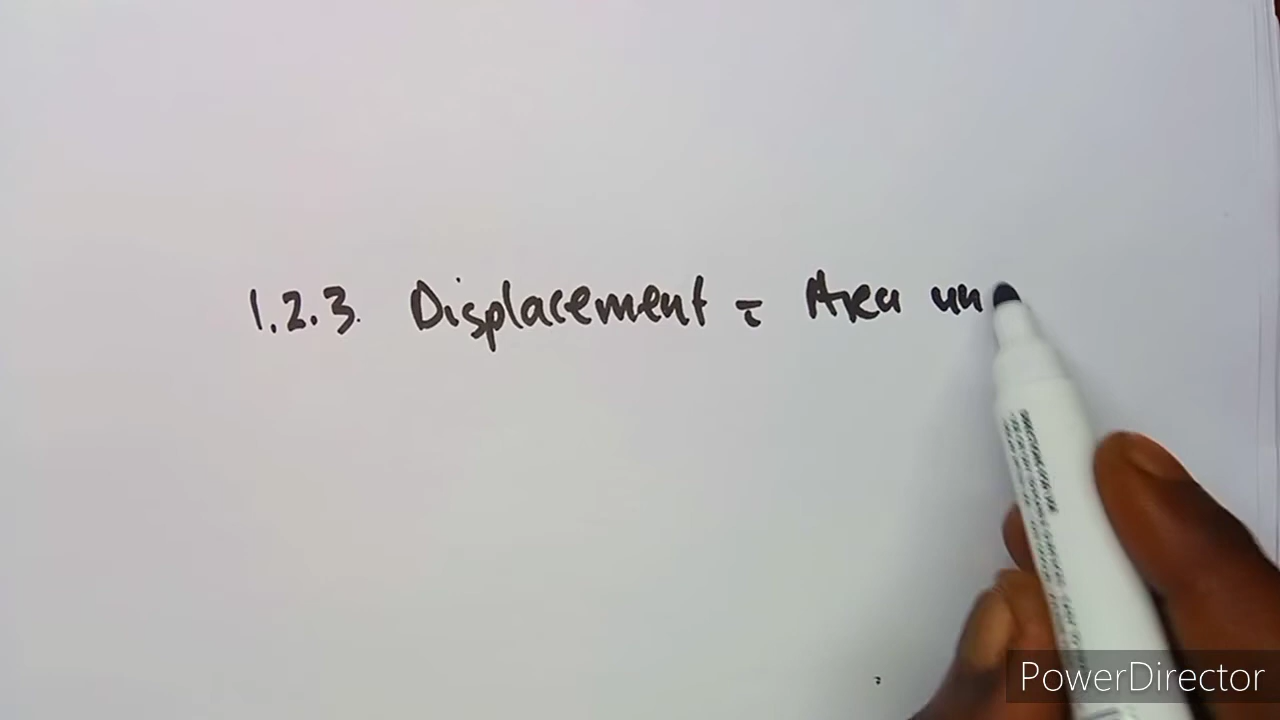 1.2.3. Displacement = Area un
PowerDirector